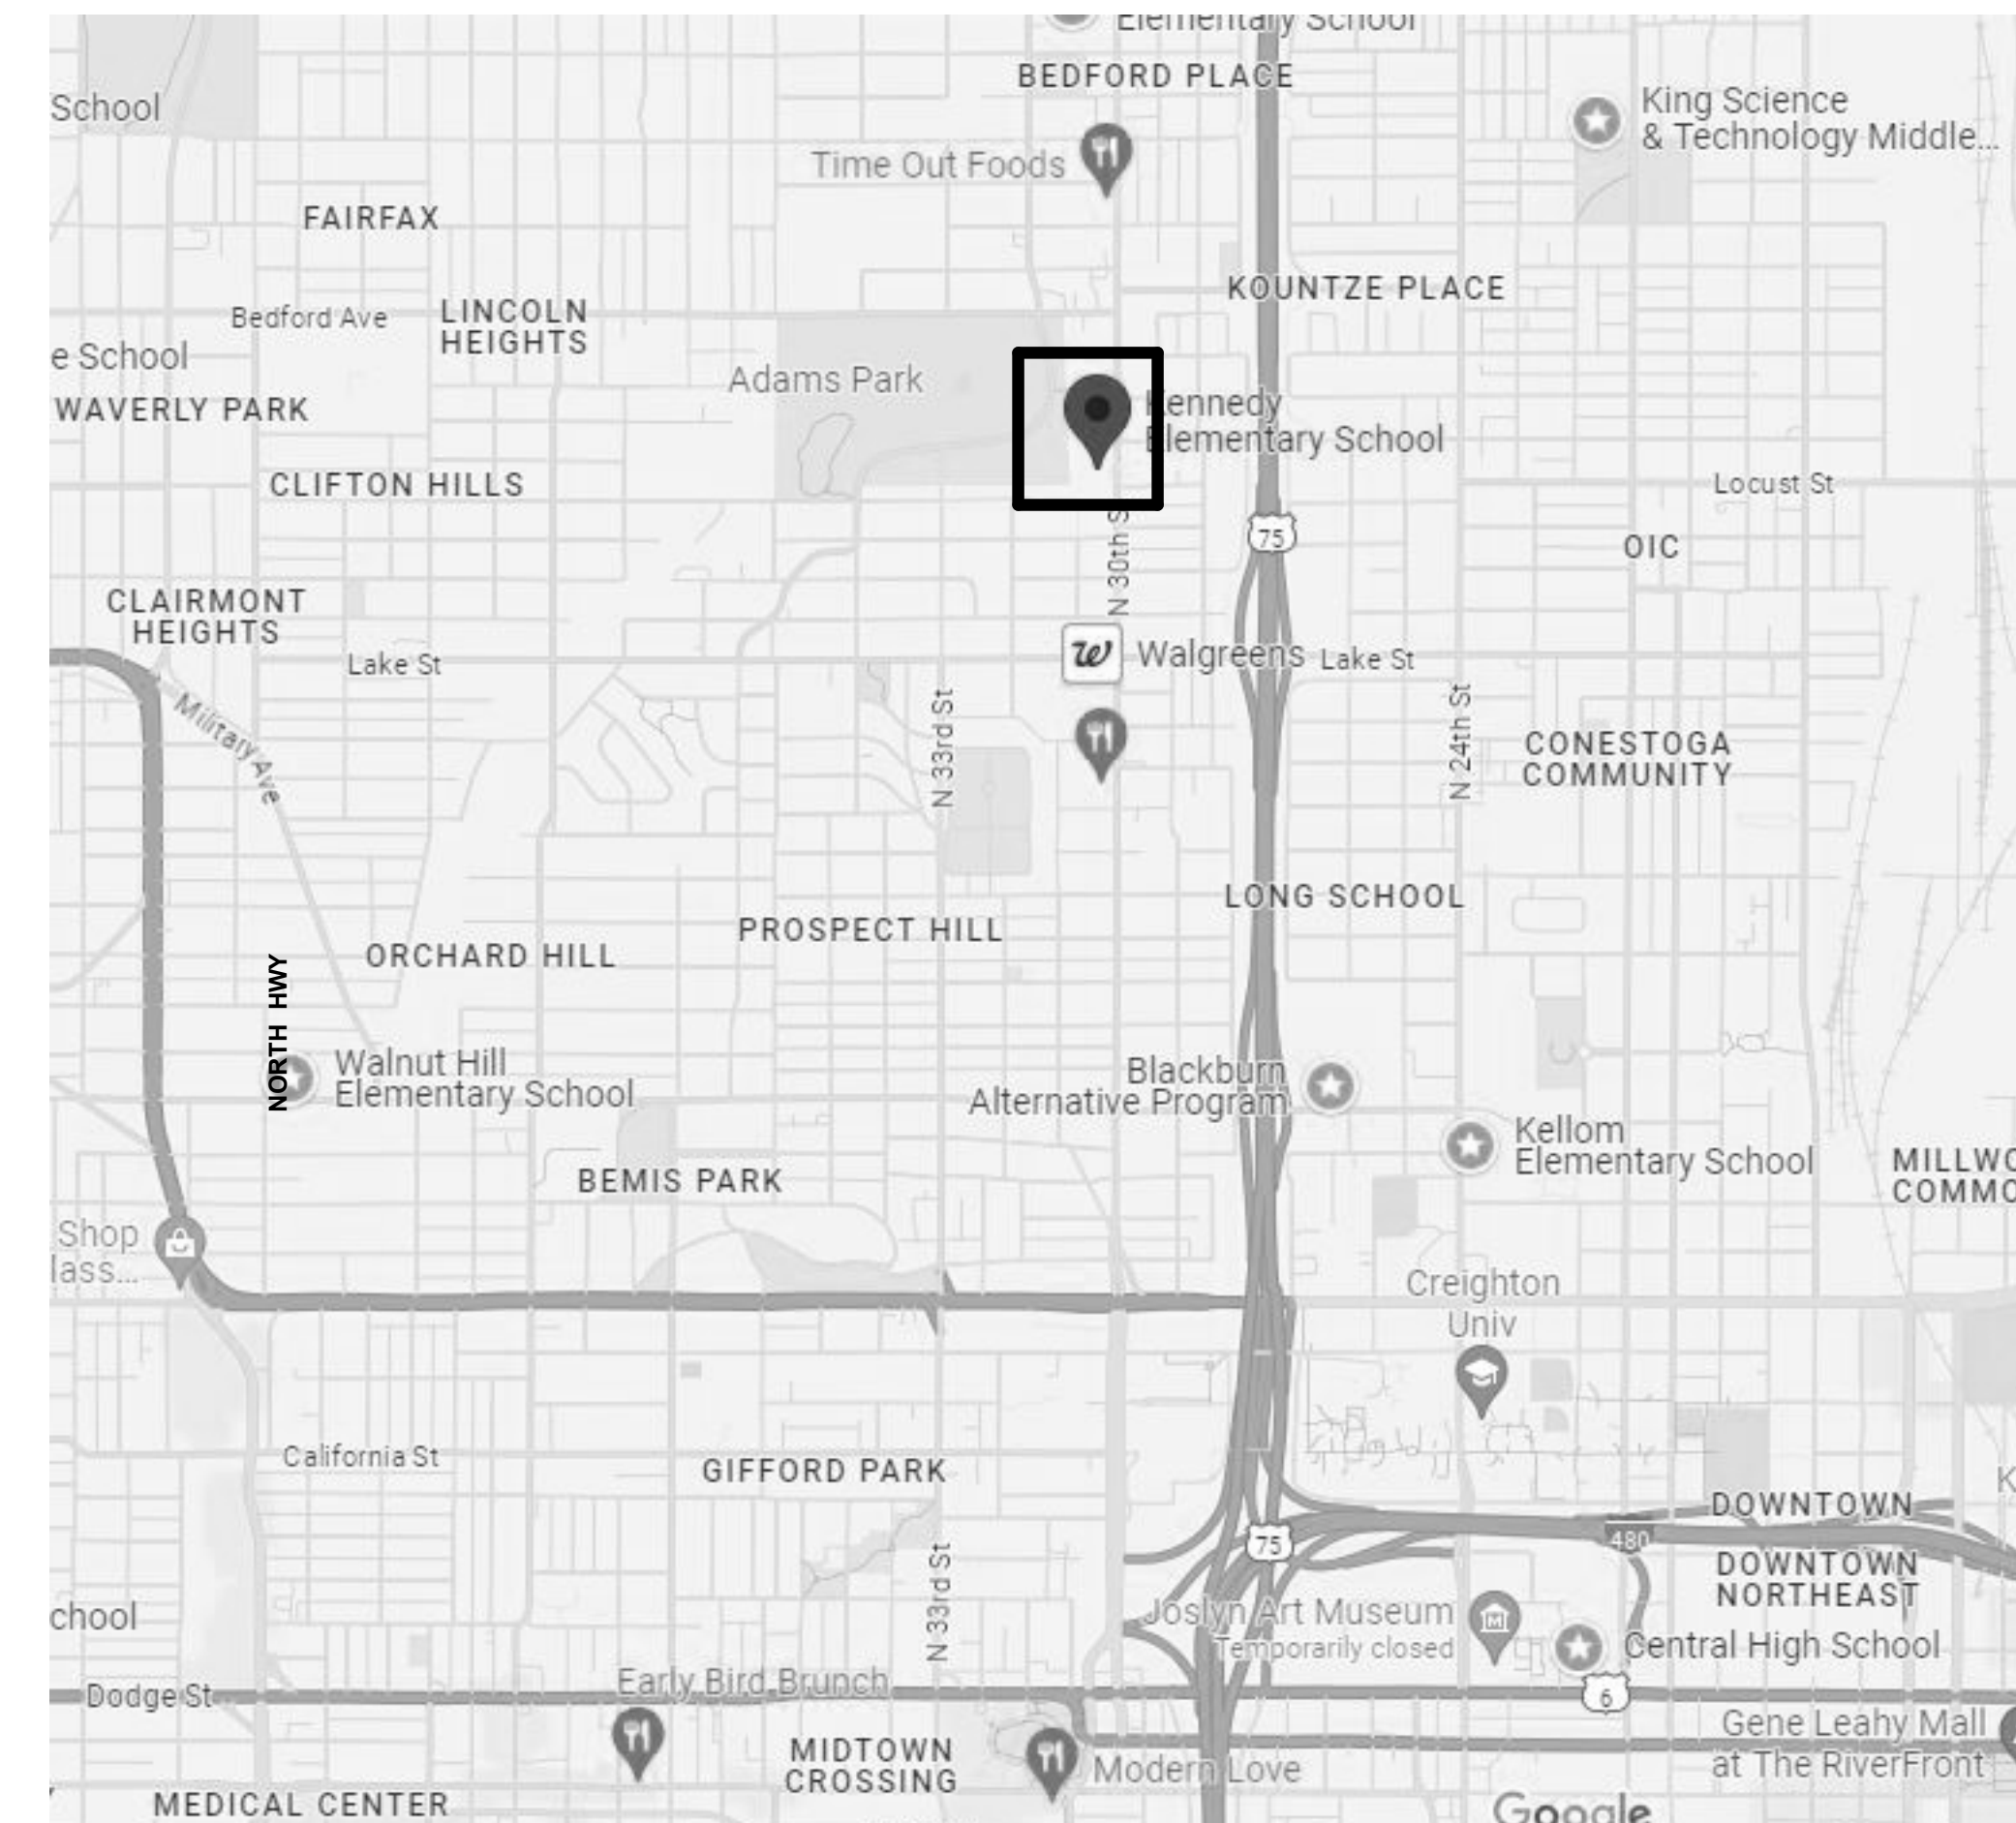 Elementary School
BEDFORD PLACE
School
King Science
& Technology Middle...
Time Out Foods
FAIRFAX
KOUNTZE PLACE
Bedford Ave
LINCOLN
HEIGHTS
e School
Adams Park
WAVERLY PARK
Kennedy
Elementary School
CLIFTON HILLS
Locust St
75
OIC
N 30th S
CLAIRMONT
HEIGHTS
Lake St
Walgreens
Lake St
Military Ave
N 33rd St
N 24th St
CONESTOGA
COMMUNITY
LONG SCHOOL
PROSPECT HILL
ORCHARD HILL
NORTH HWY
Walnut Hill
Elementary School
Blackburn
Alternative Program
Kellom
Elementary School
BEMIS PARK
MILLWO
COMMO
Shop
lass...
Creighton
Univ
California St
GIFFORD PARK
K
DOWNTOWN
75
480
DOWNTOWN
NORTHEAST
N 33rd St
chool
Joslyn Art Museum
Temporarily closed
Central High School
Early Bird Brunch
Dodge St
6
Gene Leahy Mall
at The RiverFront
MIDTOWN
CROSSING
Modern Love
MEDICAL CENTER
Google